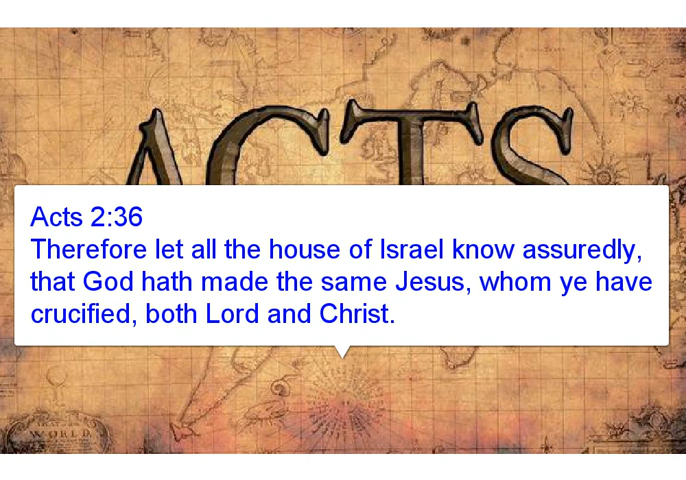 ACTS
Acts 2:36
Therefore let all the house of Israel know assuredly,
that God hath made the same Jesus, whom ye have
crucified, both Lord and Christ.
WORLD